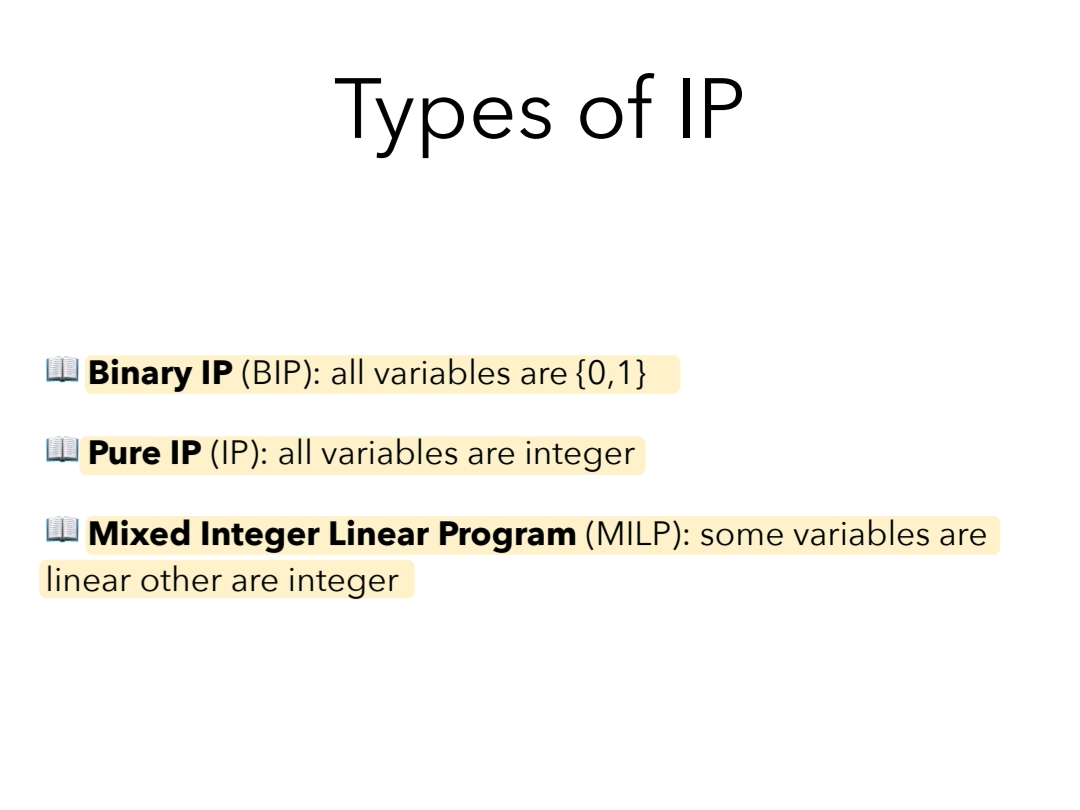 Types of IP
📖 Binary IP (BIP): all variables are {0,1}
📖 Pure IP (IP): all variables are integer
📖 Mixed Integer Linear Program (MILP): some variables are
linear other are integer